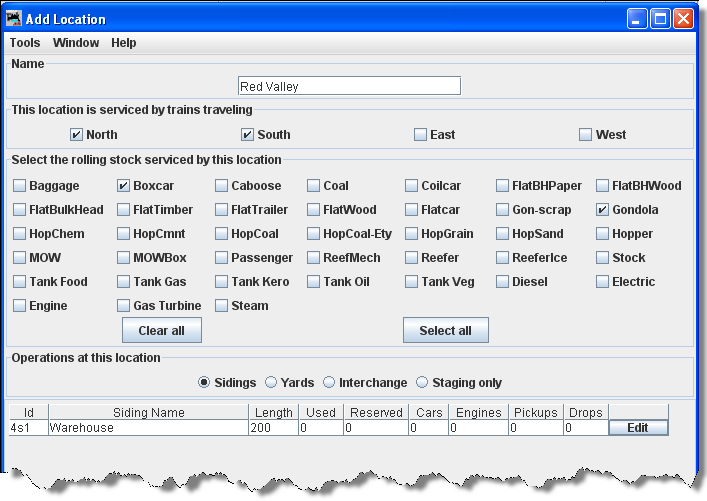 Add Location
Tools Window Help
Name
Red Valley
This location is serviced by trains traveling
North South East West
Select the rolling stock serviced by this location
Baggage Boxcar Caboose Coal Coilcar FlatBHPaper FlatBHWood
FlatBulkHead FlatTimber FlatTrailer FlatWood Flatcar Gon-scrap Gondola
HopChem HopCmnt HopCoal HopCoal-Ety HopGrain HopSand Hopper
MOW MOWBox Passenger ReefMech Reefer ReeferIce Stock
Tank Food Tank Gas Tank Kero Tank Oil Tank Veg Diesel Electric
Engine Gas Turbine Steam
Clear all Select all
Operations at this location
Sidings Yards Interchange Staging only
Id Siding Name Length Used Reserved Cars Engines Pickups Drops
4s1 Warehouse 200 0 0 0 0 0 0 Edit